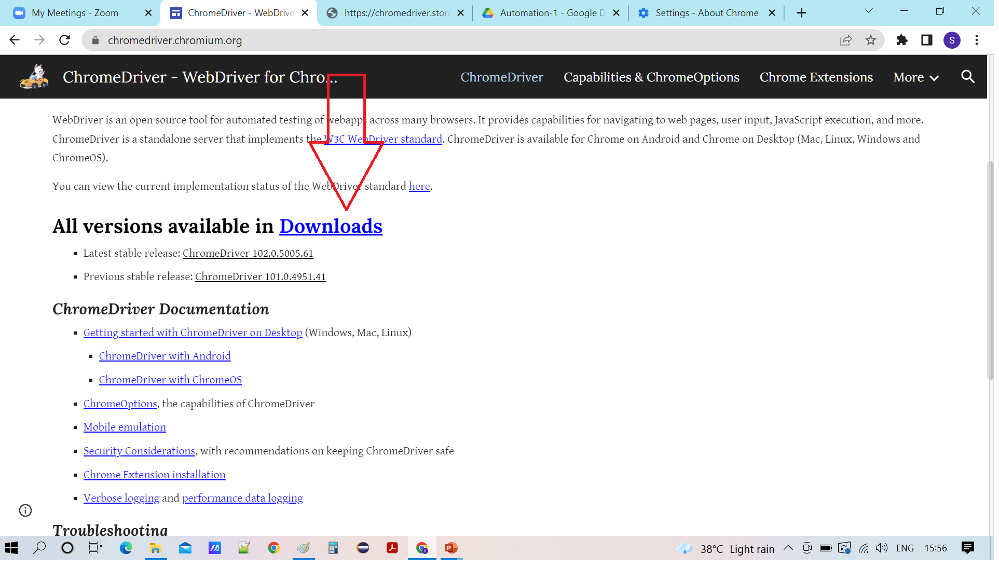 My Meetings - Zoom
ChromeDriver - WebDrive
https://chromedriver.stora
Automation-1 - Google D
Settings - About Chrome
chromedriver.chromium.org
S
ChromeDriver - WebDriver for Chro...
ChromeDriver
Capabilities & ChromeOptions
Chrome Extensions
More
WebDriver is an open source tool for automated testing of webapps across many browsers. It provides capabilities for navigating to web pages, user input, JavaScript execution, and more.
ChromeDriver is a standalone server that implements the W3C WebDriver standard. ChromeDriver is available for Chrome on Android and Chrome on Desktop (Mac, Linux, Windows and
ChromeOS).
You can view the current implementation status of the WebDriver standard here.
All versions available in Downloads
Latest stable release: ChromeDriver 102.0.5005.61
Previous stable release: ChromeDriver 101.0.4951.41
ChromeDriver Documentation
Getting started with ChromeDriver on Desktop (Windows, Mac, Linux)
ChromeDriver with Android
ChromeDriver with ChromeOS
ChromeOptions, the capabilities of ChromeDriver
Mobile emulation
Security Considerations, with recommendations on keeping ChromeDriver safe
Chrome Extension installation
Verbose logging and performance data logging
Troubleshooting
38°C Light rain
ENG
15:56